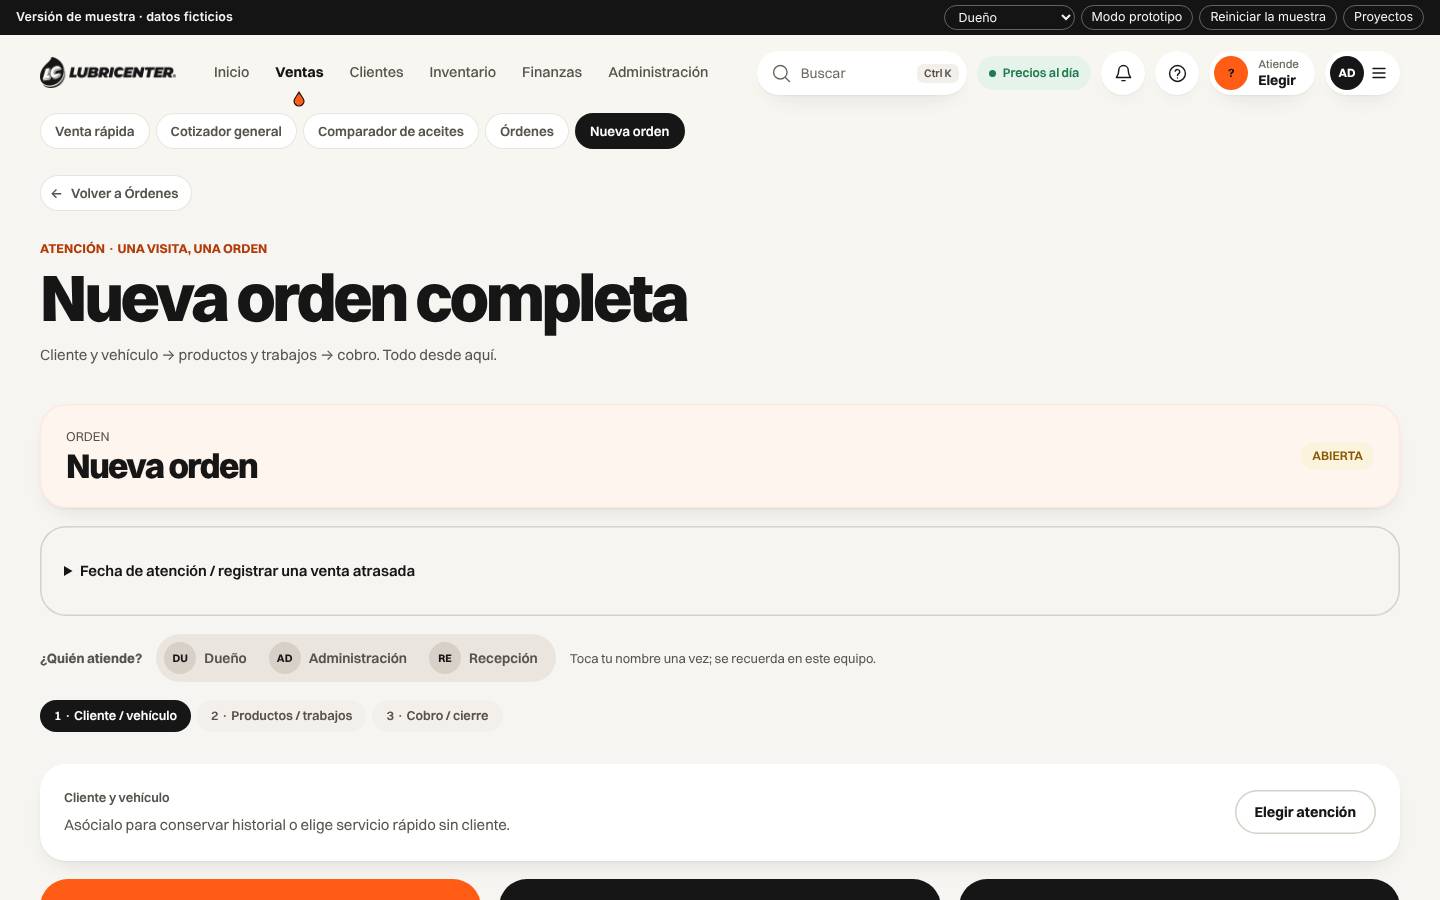 Versión de muestra · datos ficticios
Dueño
Modo prototipo
Reiniciar la muestra
Proyectos
LG LUBRICENTER.
Inicio
Ventas
Clientes
Inventario
Finanzas
Administración
Buscar
Ctrl K
Precios al día
?
Atiende
Elegir
AD
Venta rápida
Cotizador general
Comparador de aceites
Órdenes
Nueva orden
← Volver a Órdenes
ATENCIÓN · UNA VISITA, UNA ORDEN
Nueva orden completa
Cliente y vehículo → productos y trabajos → cobro. Todo desde aquí.
ORDEN
Nueva orden
ABIERTA
Fecha de atención / registrar una venta atrasada
¿Quién atiende?
DU Dueño
AD Administración
RE Recepción
Toca tu nombre una vez; se recuerda en este equipo.
1 · Cliente / vehículo
2 · Productos / trabajos
3 · Cobro / cierre
Cliente y vehículo
Asócialo para conservar historial o elige servicio rápido sin cliente.
Elegir atención